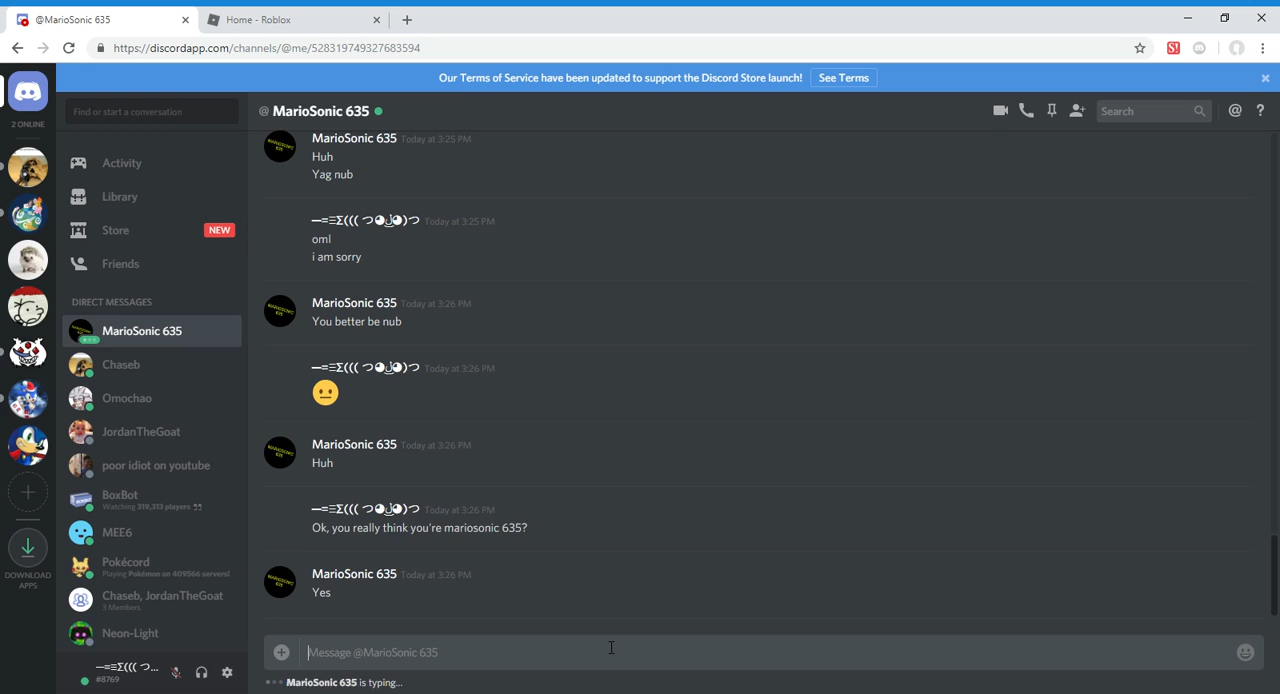 @MarioSonic 635
Home - Roblox
https://discordapp.com/channels/@me/528319749327683594
Our Terms of Service have been updated to support the Discord Store launch! See Terms
2 ONLINE
Find or start a conversation
@ MarioSonic 635
Search
Activity
Library
Store NEW
Friends
DIRECT MESSAGES
MarioSonic 635
Chaseb
Omochao
JordanTheGoat
poor idiot on youtube
BoxBot
Watching 319,313 players
MEE6
Pokécord
Playing Pokémon on 409566 servers!
Chaseb, JordanTheGoat
3 Members
Neon-Light
DOWNLOAD
APPS
#8769
MarioSonic 635 Today at 3:25 PM
Huh
Yag nub
—=≡Σ((( つ◕ل͜◕)つ Today at 3:25 PM
oml
i am sorry
MarioSonic 635 Today at 3:26 PM
You better be nub
—=≡Σ((( つ◕ل͜◕)つ Today at 3:26 PM
MarioSonic 635 Today at 3:26 PM
Huh
—=≡Σ((( つ◕ل͜◕)つ Today at 3:26 PM
Ok, you really think you're mariosonic 635?
MarioSonic 635 Today at 3:26 PM
Yes
Message @MarioSonic 635
MarioSonic 635 is typing...